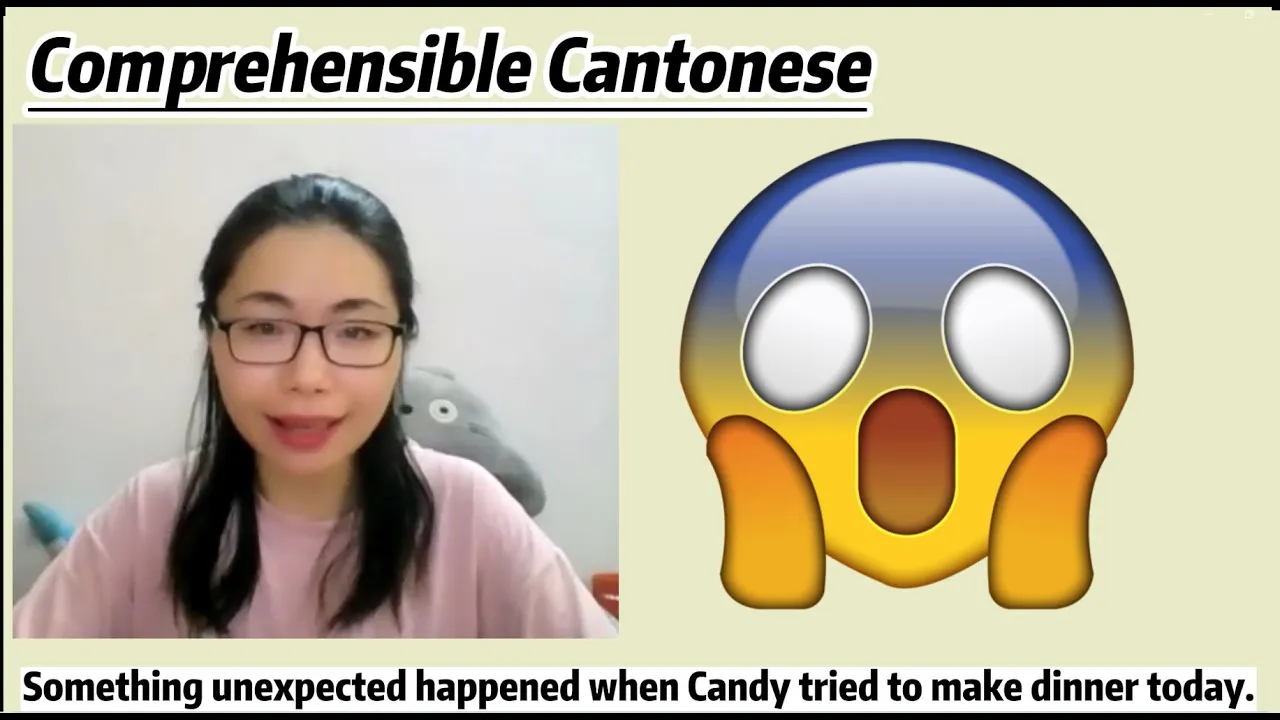 Comprehensible Cantonese
Something unexpected happened when Candy tried to make dinner today.